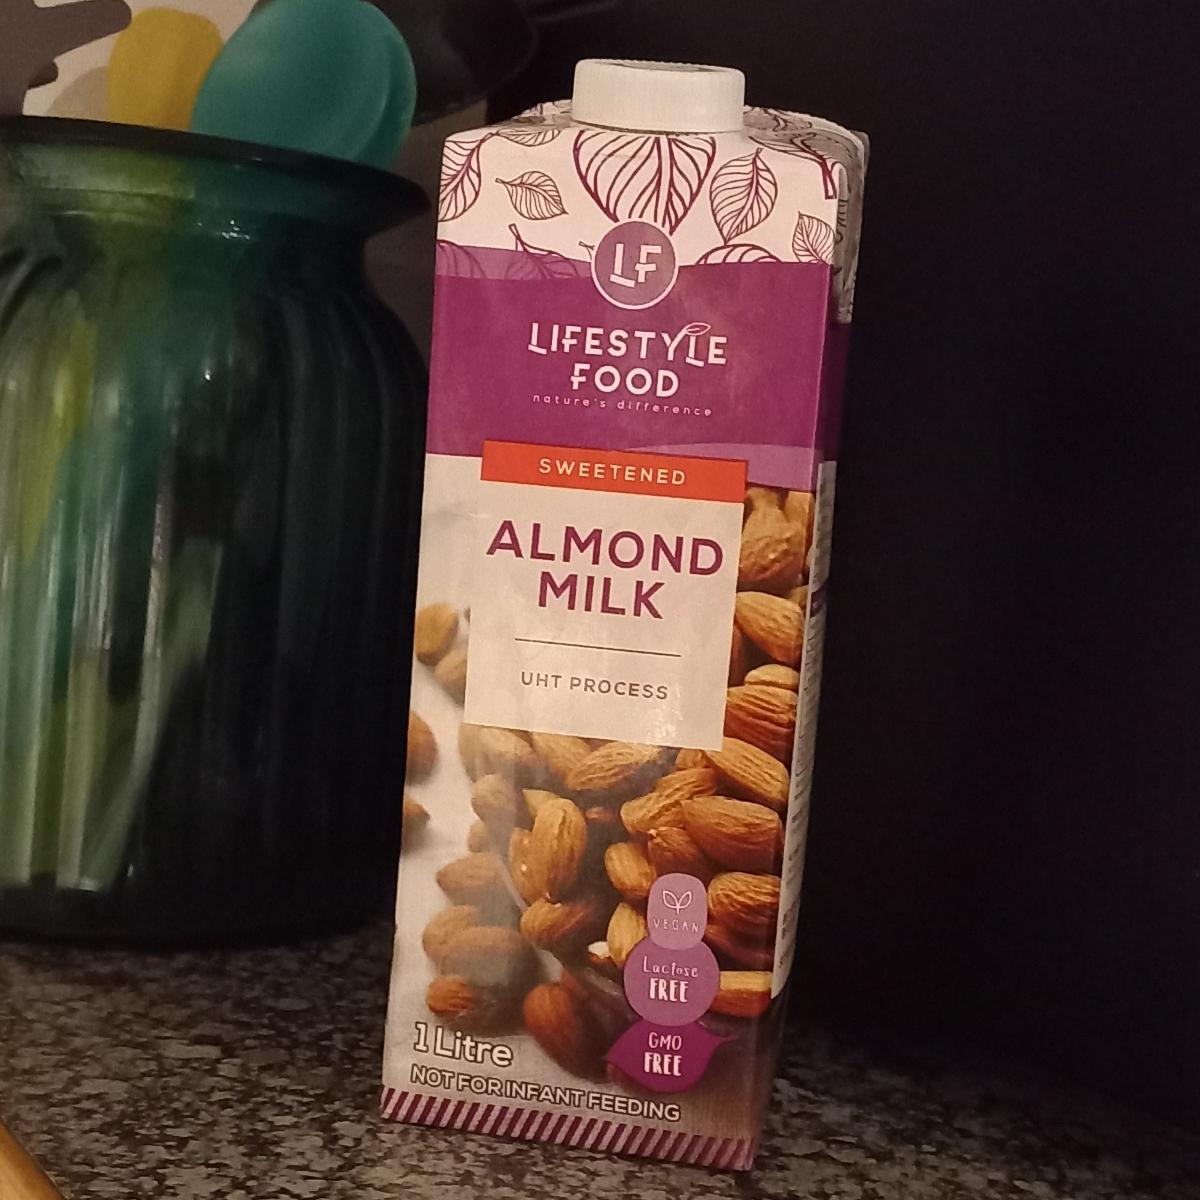 LF
LIFESTYLE
FOOD
nature's difference
SWEETENED
ALMOND
MILK
UHT PROCESS
VEGAN
Lactose
FREE
GMO
FREE
1 Litre
NOT FOR INFANT FEEDING